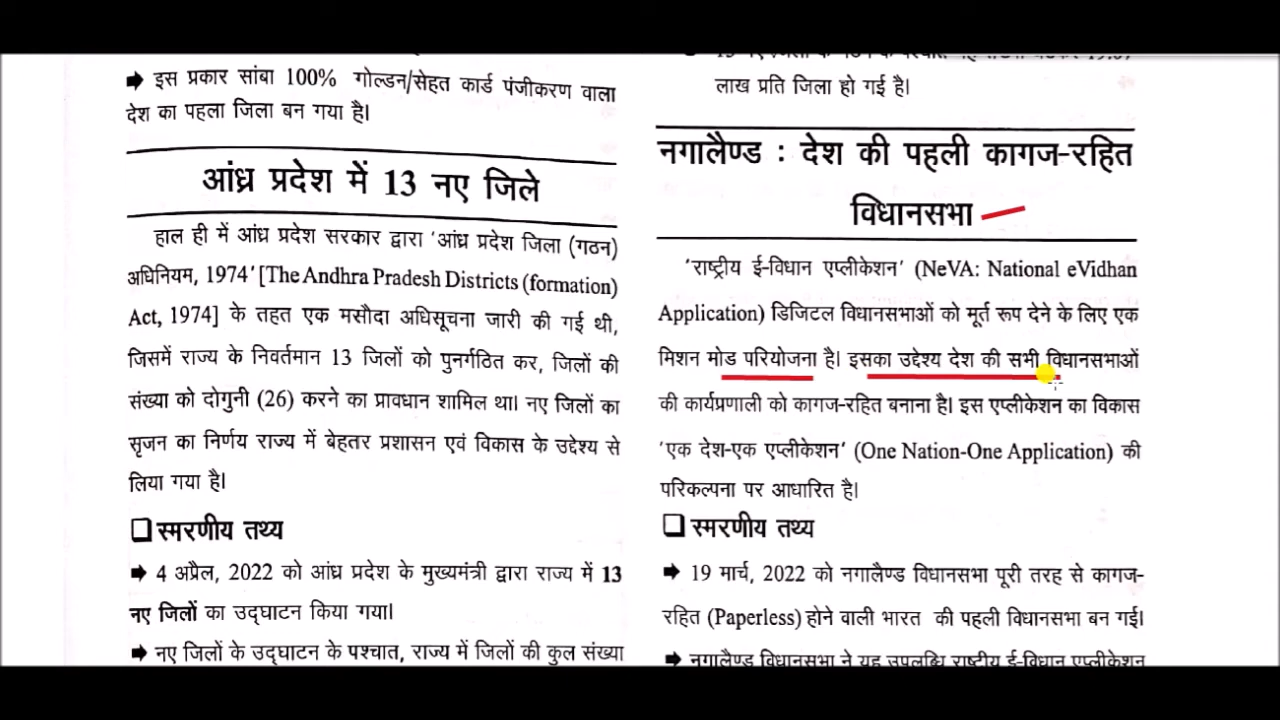 ➡ इस प्रकार सांबा 100% गोल्डन/सेहत कार्ड पंजीकरण वाला
देश का पहला जिला बन गया है।
आंध्र प्रदेश में 13 नए जिले
हाल ही में आंध्र प्रदेश सरकार द्वारा 'आंध्र प्रदेश जिला (गठन)
अधिनियम, 1974' [The Andhra Pradesh Districts (formation)
Act, 1974] के तहत एक मसौदा अधिसूचना जारी की गई थी,
जिसमें राज्य के निवर्तमान 13 जिलों को पुनर्गठित कर, जिलों की
संख्या को दोगुनी (26) करने का प्रावधान शामिल था। नए जिलों का
सृजन का निर्णय राज्य में बेहतर प्रशासन एवं विकास के उद्देश्य से
लिया गया है।
❑ स्मरणीय तथ्य
➡ 4 अप्रैल, 2022 को आंध्र प्रदेश के मुख्यमंत्री द्वारा राज्य में 13
नए जिलों का उद्घाटन किया गया।
➡ नए जिलों के उद्घाटन के पश्चात, राज्य में जिलों की कुल संख्या
लाख प्रति जिला हो गई है।
नगालैण्ड : देश की पहली कागज-रहित
विधानसभा
'राष्ट्रीय ई-विधान एप्लीकेशन' (NeVA: National eVidhan
Application) डिजिटल विधानसभाओं को मूर्त रूप देने के लिए एक
मिशन मोड परियोजना है। इसका उद्देश्य देश की सभी विधानसभाओं
की कार्यप्रणाली को कागज-रहित बनाना है। इस एप्लीकेशन का विकास
'एक देश-एक एप्लीकेशन' (One Nation-One Application) की
परिकल्पना पर आधारित है।
❑ स्मरणीय तथ्य
➡ 19 मार्च, 2022 को नगालैण्ड विधानसभा पूरी तरह से कागज-
रहित (Paperless) होने वाली भारत की पहली विधानसभा बन गई।
➡ नगालैण्ड विधानसभा ने यह उपलब्धि राष्ट्रीय ई-विधान एप्लीकेशन